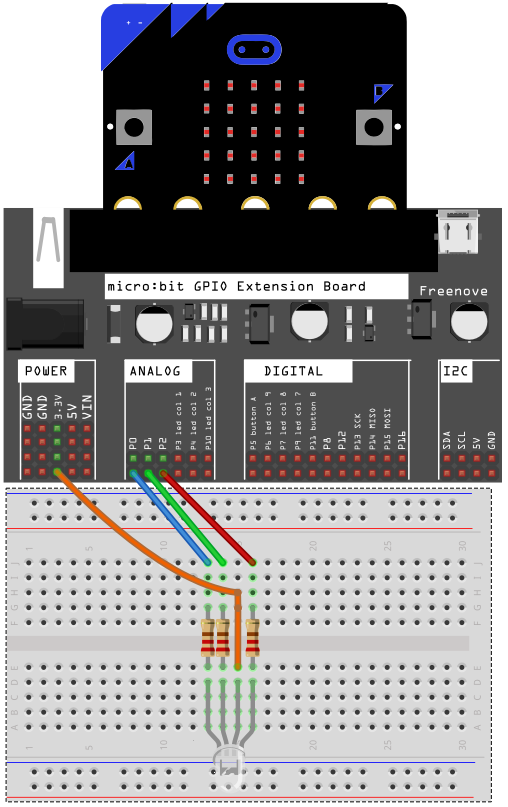 + -
B
A
micro:bit GPIO Extension Board
Freenove
POWER
ANALOG
DIGITAL
I2C
GND
GND
3.3V
5V
VIN
P0
P1
P2
P3 led col 1
P4 led col 2
P10 led col 3
P5 button A
P6 led col 9
P7 led col 8
P9 led col 7
P11 button B
P8
P12
P13 SCK
P14 MISO
P15 MOSI
P16
SDA
SCL
5V
GND
1 5 10 20 25 30
J J
I I
H H
G G
F F
E E
D D
C C
B B
A A
1 5 10 20 25 30